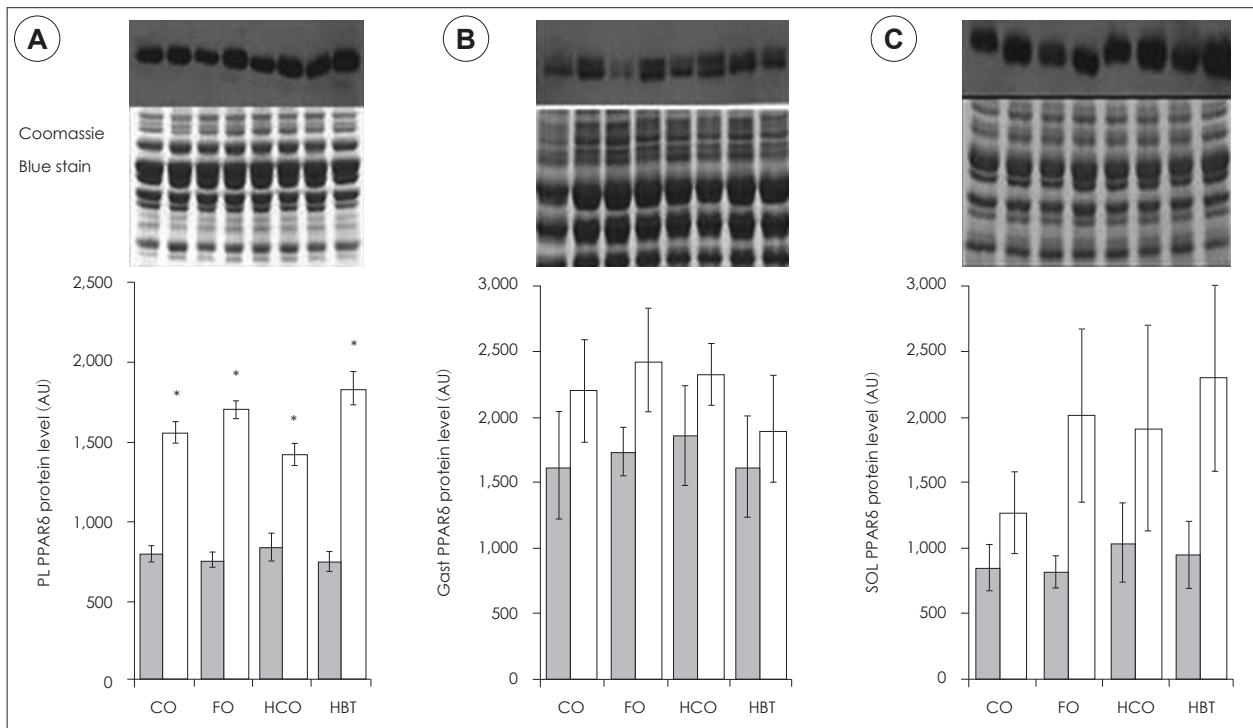 A
B
C
Coomassie
Blue stain
PL PPARδ protein level (AU)
2,500
2,000
1,500
1,000
500
0
* * * *
CO FO HCO HBT
Gast PPARδ protein level (AU)
3,000
2,500
2,000
1,500
1,000
500
0
CO FO HCO HBT
SOL PPARδ protein level (AU)
3,000
2,500
2,000
1,500
1,000
500
0
CO FO HCO HBT